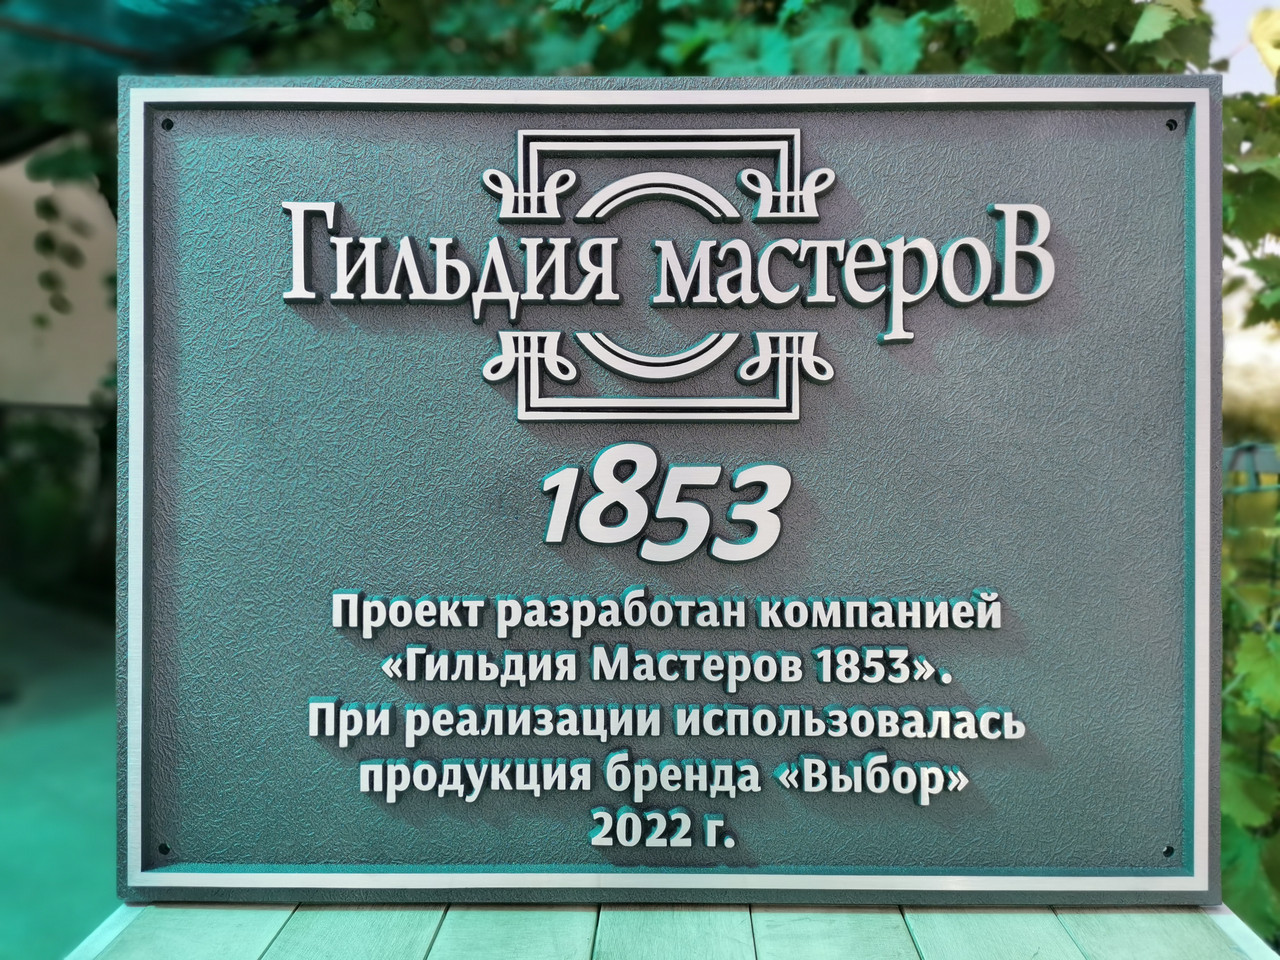 Гильдия мастеров
1853
Проект разработан компанией
«Гильдия Мастеров 1853».
При реализации использовалась
продукция бренда «Выбор»
2022 г.